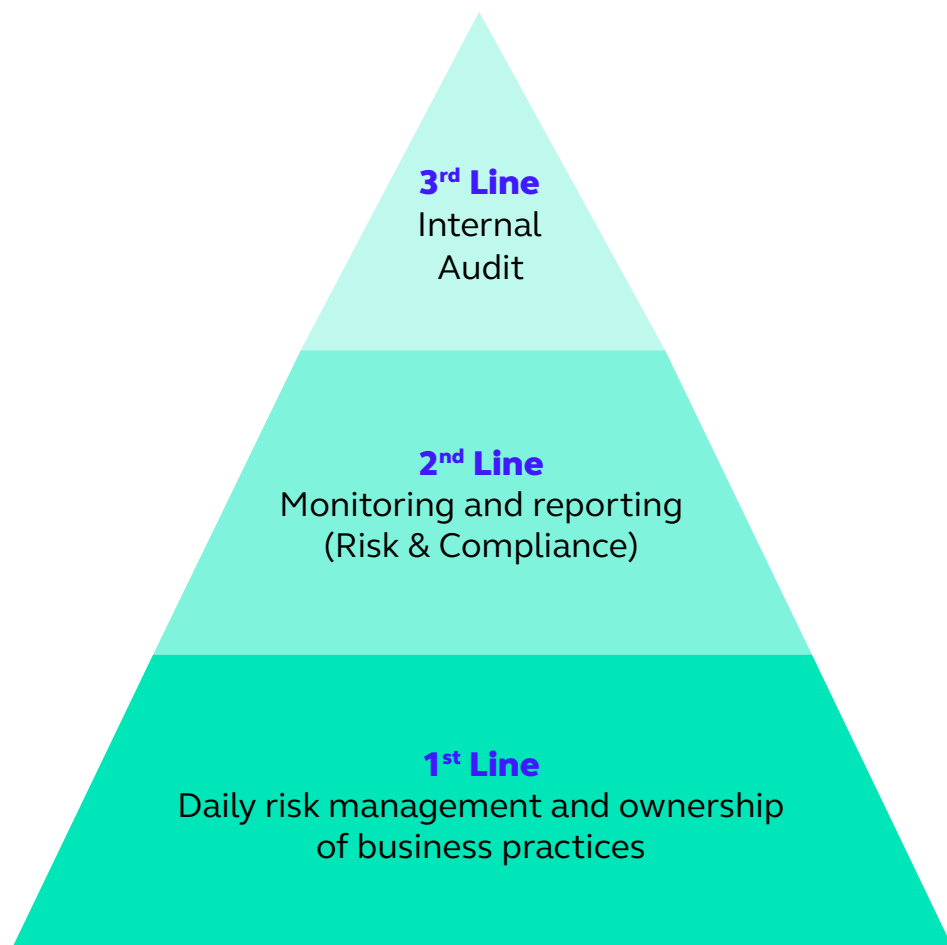 3rd Line
Internal
Audit
2nd Line
Monitoring and reporting
(Risk & Compliance)
1st Line
Daily risk management and ownership
of business practices